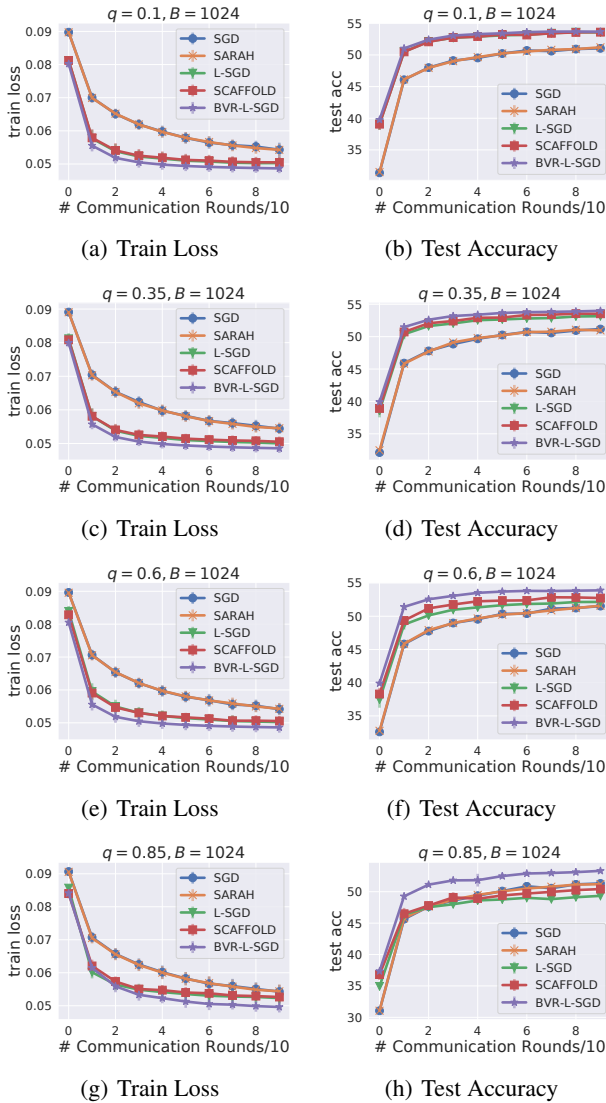 q = 0.1, B = 1024
0.09
0.08
0.07
0.06
0.05
train loss
SGD
SARAH
L-SGD
SCAFFOLD
BVR-L-SGD
0 2 4 6 8
# Communication Rounds/10
(a) Train Loss
q = 0.1, B = 1024
55
50
45
40
35
test acc
SGD
SARAH
L-SGD
SCAFFOLD
BVR-L-SGD
0 2 4 6 8
# Communication Rounds/10
(b) Test Accuracy
q = 0.35, B = 1024
0.09
0.08
0.07
0.06
0.05
train loss
SGD
SARAH
L-SGD
SCAFFOLD
BVR-L-SGD
0 2 4 6 8
# Communication Rounds/10
(c) Train Loss
q = 0.35, B = 1024
55
50
45
40
35
test acc
SGD
SARAH
L-SGD
SCAFFOLD
BVR-L-SGD
0 2 4 6 8
# Communication Rounds/10
(d) Test Accuracy
q = 0.6, B = 1024
0.09
0.08
0.07
0.06
0.05
train loss
SGD
SARAH
L-SGD
SCAFFOLD
BVR-L-SGD
0 2 4 6 8
# Communication Rounds/10
(e) Train Loss
q = 0.6, B = 1024
55
50
45
40
35
test acc
SGD
SARAH
L-SGD
SCAFFOLD
BVR-L-SGD
0 2 4 6 8
# Communication Rounds/10
(f) Test Accuracy
q = 0.85, B = 1024
0.09
0.08
0.07
0.06
0.05
train loss
SGD
SARAH
L-SGD
SCAFFOLD
BVR-L-SGD
0 2 4 6 8
# Communication Rounds/10
(g) Train Loss
q = 0.85, B = 1024
50
45
40
35
30
test acc
SGD
SARAH
L-SGD
SCAFFOLD
BVR-L-SGD
0 2 4 6 8
# Communication Rounds/10
(h) Test Accuracy